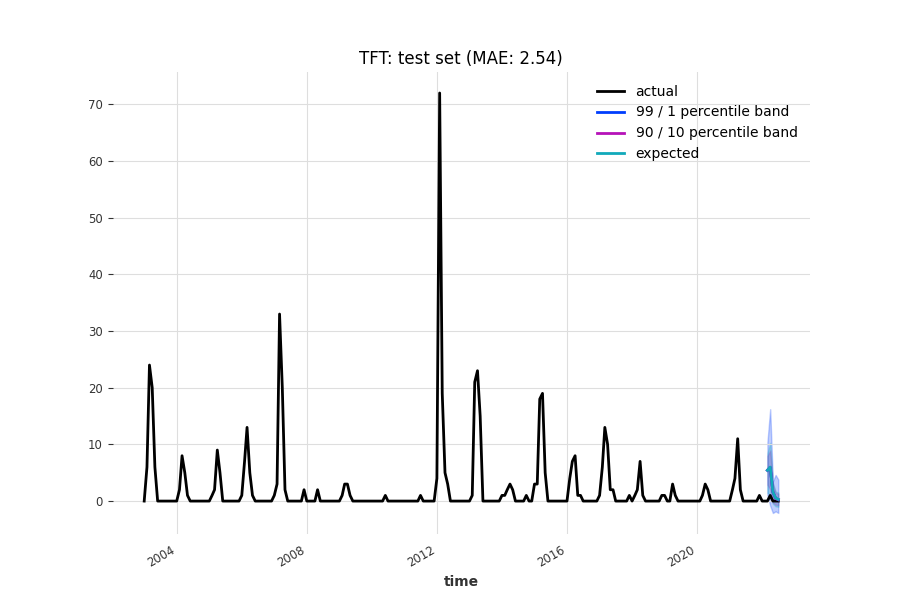 TFT: test set (MAE: 2.54)
actual
99 / 1 percentile band
90 / 10 percentile band
expected
70
60
50
40
30
20
10
0
2004
2008
2012
2016
2020
time